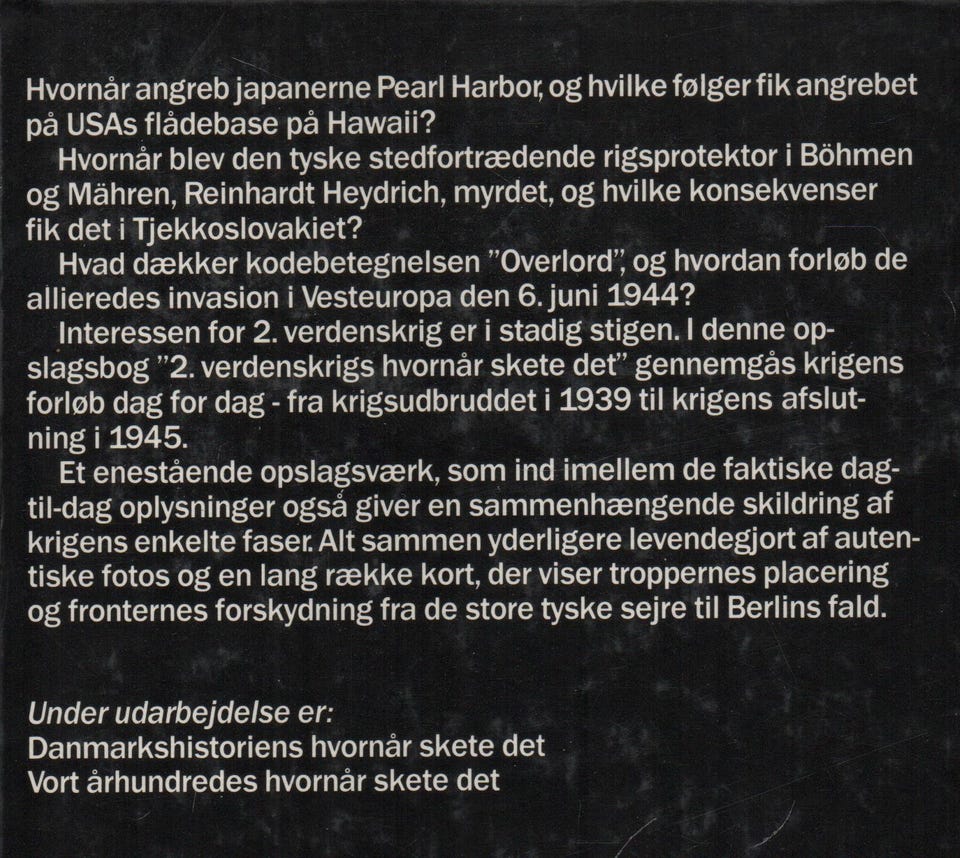 Hvornår angreb japanerne Pearl Harbor, og hvilke følger fik angrebet
på USAs flådebase på Hawaii?
Hvornår blev den tyske stedfortrædende rigsprotektor i Böhmen
og Mähren, Reinhardt Heydrich, myrdet, og hvilke konsekvenser
fik det i Tjekkoslovakiet?
Hvad dækker kodebetegnelsen ”Overlord”, og hvordan forløb de
allieredes invasion i Vesteuropa den 6. juni 1944?
Interessen for 2. verdenskrig er i stadig stigen. I denne op-
slagsbog ”2. verdenskrigs hvornår skete det” gennemgås krigens
forløb dag for dag - fra krigsudbruddet i 1939 til krigens afslut-
ning i 1945.
Et enestående opslagsværk, som ind imellem de faktiske dag-
til-dag oplysninger også giver en sammenhængende skildring af
krigens enkelte faser. Alt sammen yderligere levendegjort af auten-
tiske fotos og en lang række kort, der viser troppernes placering
og fronternes forskydning fra de store tyske sejre til Berlins fald.
Under udarbejdelse er:
Danmarkshistoriens hvornår skete det
Vort århundredes hvornår skete det